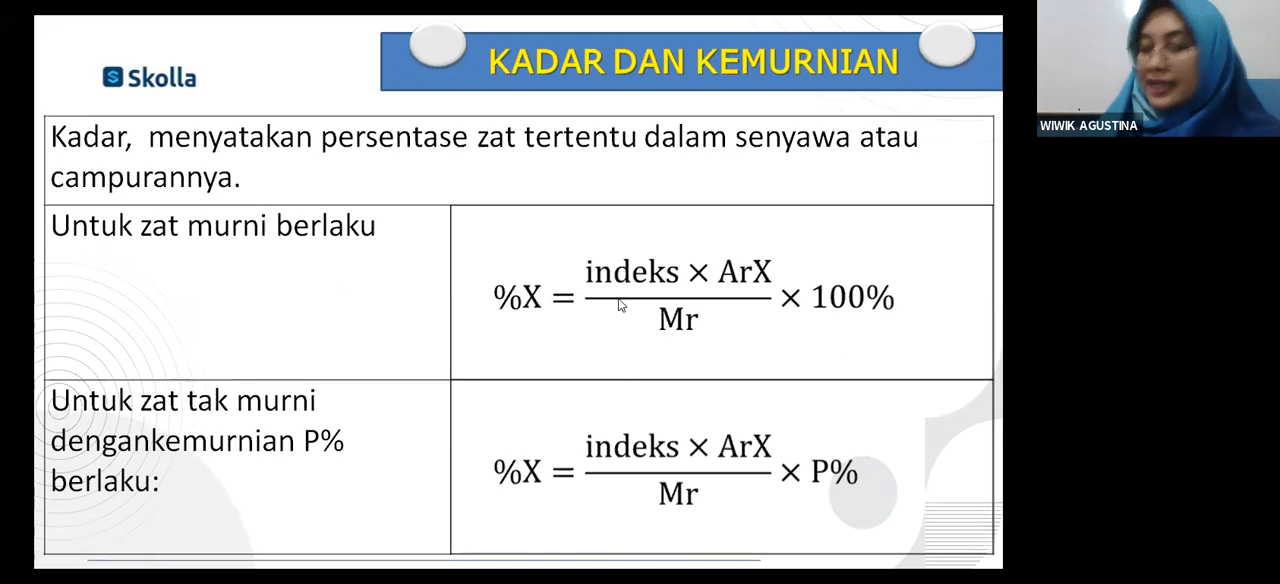 KADAR DAN KEMURNIAN
Skolla
WIWIK AGUSTINA
Kadar, menyatakan persentase zat tertentu dalam senyawa atau
campurannya.
Untuk zat murni berlaku
%X = indeks × ArX / Mr × 100%
Untuk zat tak murni
dengankemurnian P%
berlaku:
%X = indeks × ArX / Mr × P%